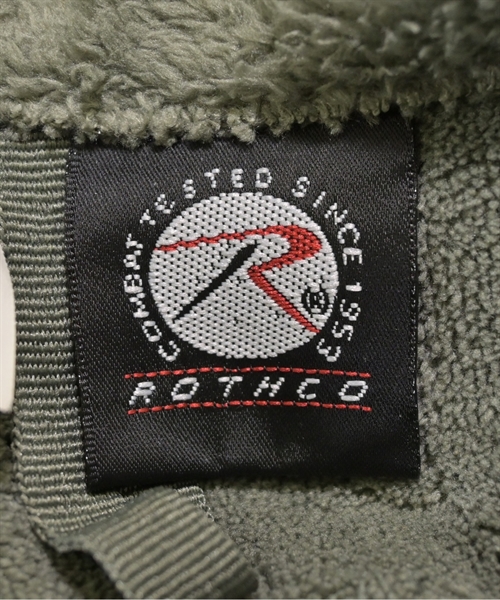 COMBAT TESTED SINCE 1953
R®
ROTHCO